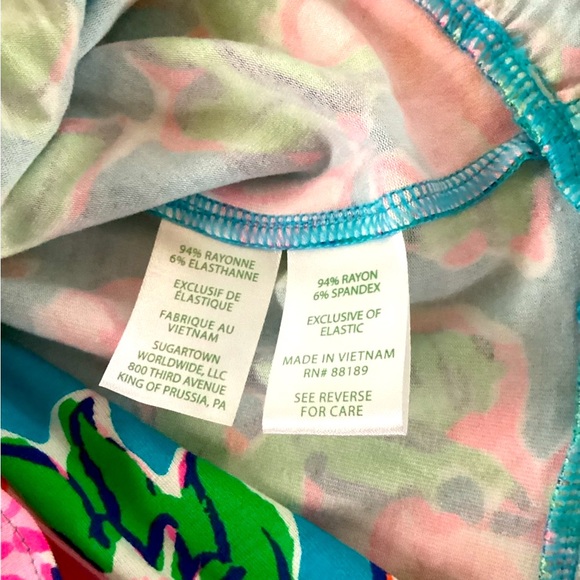 94% RAYONNE
6% ELASTHANNE
EXCLUSIF DE
ÉLASTIQUE
FABRIQUE AU
VIETNAM
SUGARTOWN
WORLDWIDE, LLC
800 THIRD AVENUE
KING OF PRUSSIA, PA
94% RAYON
6% SPANDEX
EXCLUSIVE OF
ELASTIC
MADE IN VIETNAM
RN# 88189
SEE REVERSE
FOR CARE